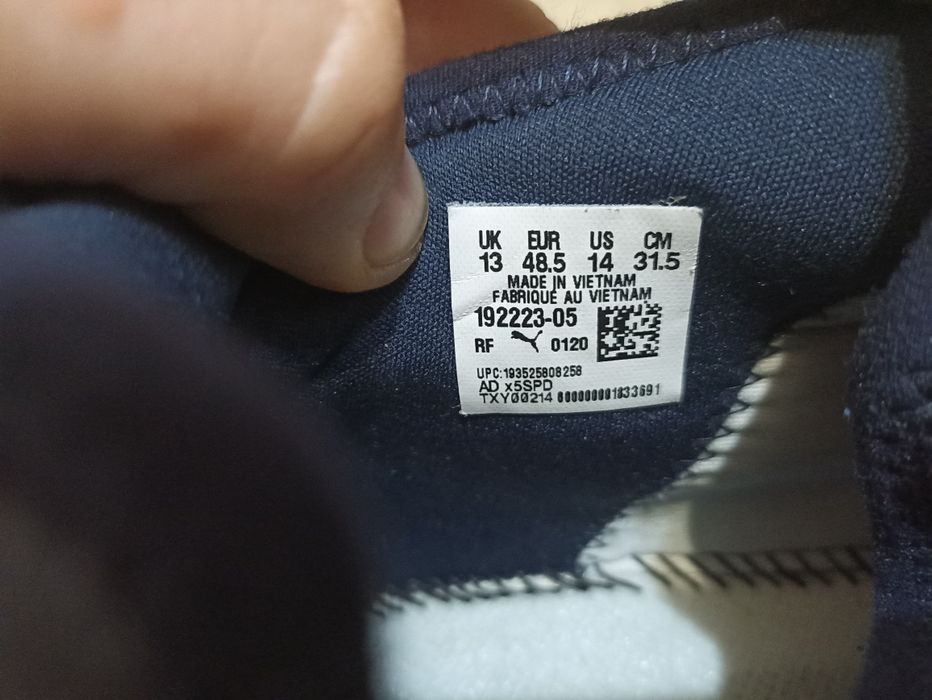 UK EUR US CM
13 48.5 14 31.5
MADE IN VIETNAM
FABRIQUÉ AU VIETNAM
192223-05
RF 0120
UPC:193525808258
AD x5SPD
TXY00214 000000001833691